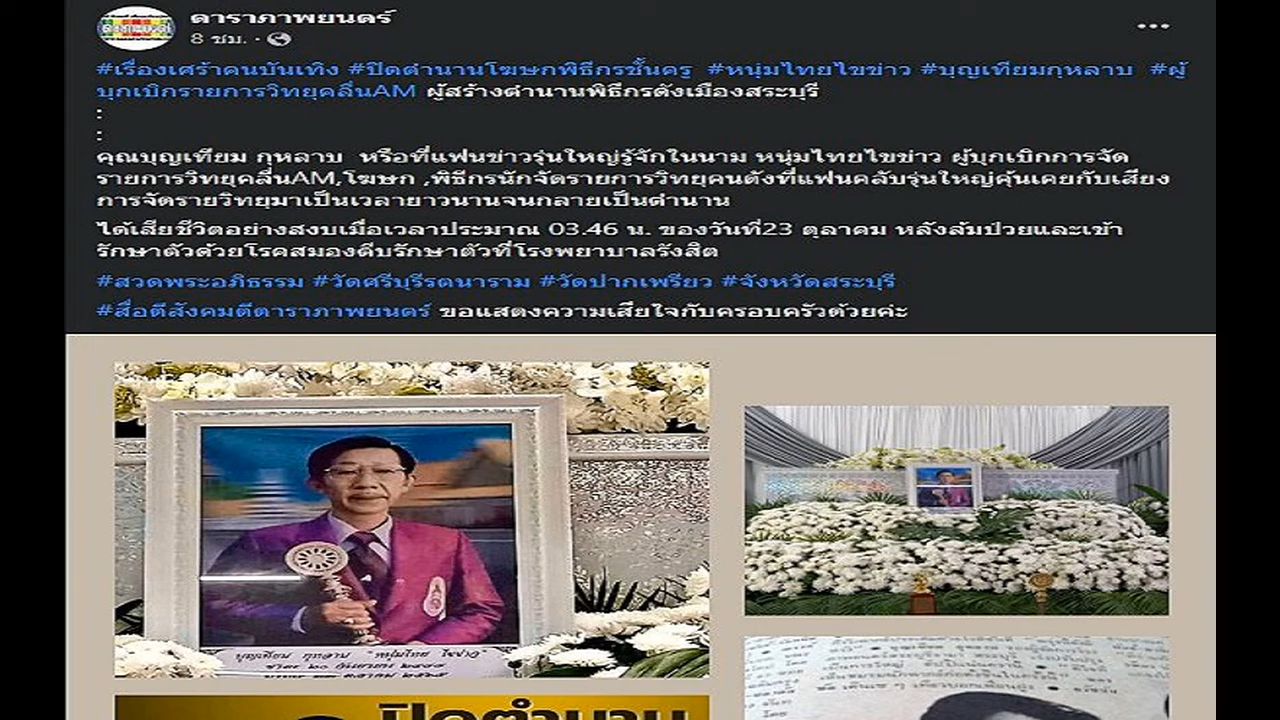 ดาราภาพยนตร์
8 ชม. ·
#เรื่องเศร้าคนบันเทิง #ปิดตำนานโฆษกพิธีกรชั้นครู #หนุ่มไทยไขข่าว #บุญเทียมกุหลาบ #ผู้
บุกเบิกรายการวิทยุคลื่นAM ผู้สร้างตำนานพิธีกรดังเมืองสระบุรี
:
:
คุณบุญเทียม กุหลาบ หรือที่แฟนข่าวรุ่นใหญ่รู้จักในนาม หนุ่มไทยไขข่าว ผู้บุกเบิกการจัด
รายการวิทยุคลื่นAM,โฆษก ,พิธีกรนักจัดรายการวิทยุคนดังที่แฟนคลับรุ่นใหญ่คุ้นเคยกับเสียง
การจัดรายวิทยุมาเป็นเวลายาวนานจนกลายเป็นตำนาน
ได้เสียชีวิตอย่างสงบเมื่อเวลาประมาณ 03.46 น. ของวันที่23 ตุลาคม หลังล้มป่วยและเข้า
รักษาตัวด้วยโรคสมองตีบรักษาตัวที่โรงพยาบาลรังสิต
#สวดพระอภิธรรม #วัดศรีบุรีรตนาราม #วัดปากเพรียว #จังหวัดสระบุรี
#สื่อดีสังคมดีดาราภาพยนตร์ ขอแสดงความเสียใจกับครอบครัวด้วยค่ะ
บุญเทียม กุหลาบ "หนุ่มไทย ไขข่าว"
ปิดตำนาน